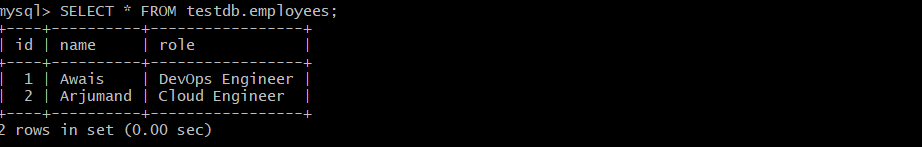 mysql> SELECT * FROM testdb.employees;
+----+----------+-----------------+
| id | name     | role            |
+----+----------+-----------------+
|  1 | Awais    | DevOps Engineer |
|  2 | Arjumand | Cloud Engineer  |
+----+----------+-----------------+
2 rows in set (0.00 sec)